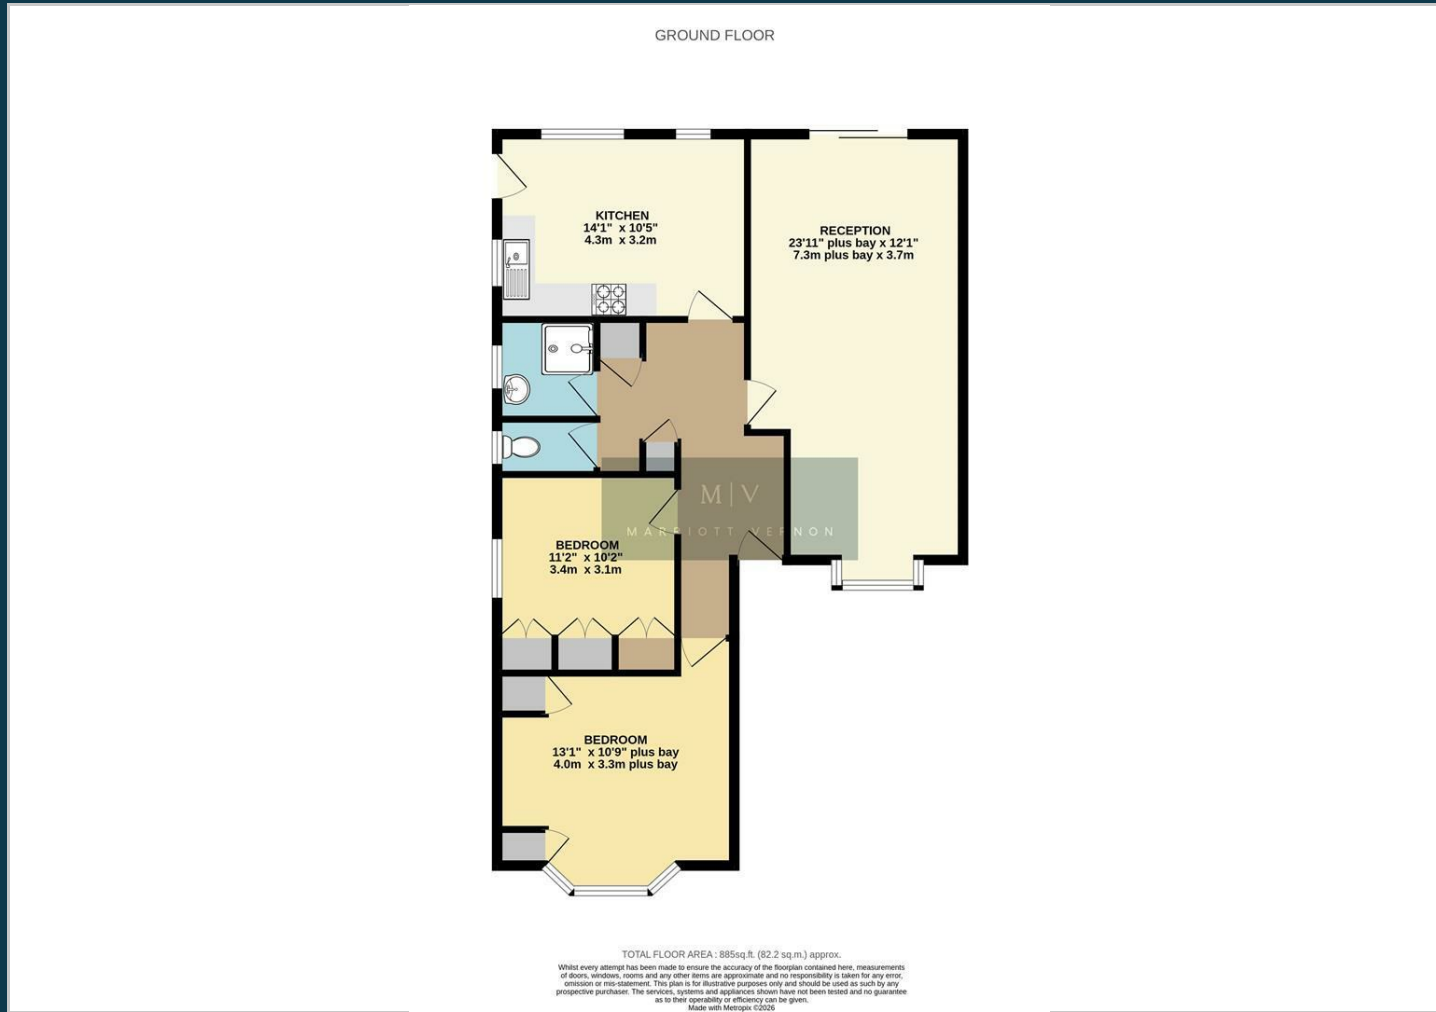 GROUND FLOOR
KITCHEN
14'1" x 10'5"
4.3m x 3.2m
RECEPTION
23'11" plus bay x 12'1"
7.3m plus bay x 3.7m
M|V
MARRIOTT VERNON
BEDROOM
11'2" x 10'2"
3.4m x 3.1m
BEDROOM
13'1" x 10'9" plus bay
4.0m x 3.3m plus bay
TOTAL FLOOR AREA : 885sq.ft. (82.2 sq.m.) approx.
Whilst every attempt has been made to ensure the accuracy of the floorplan contained here, measurements
of doors, windows, rooms and any other items are approximate and no responsibility is taken for any error,
omission or mis-statement. This plan is for illustrative purposes only and should be used as such by any
prospective purchaser. The services, systems and appliances shown have not been tested and no guarantee
as to their operability or efficiency can be given.
Made with Metropix ©2026